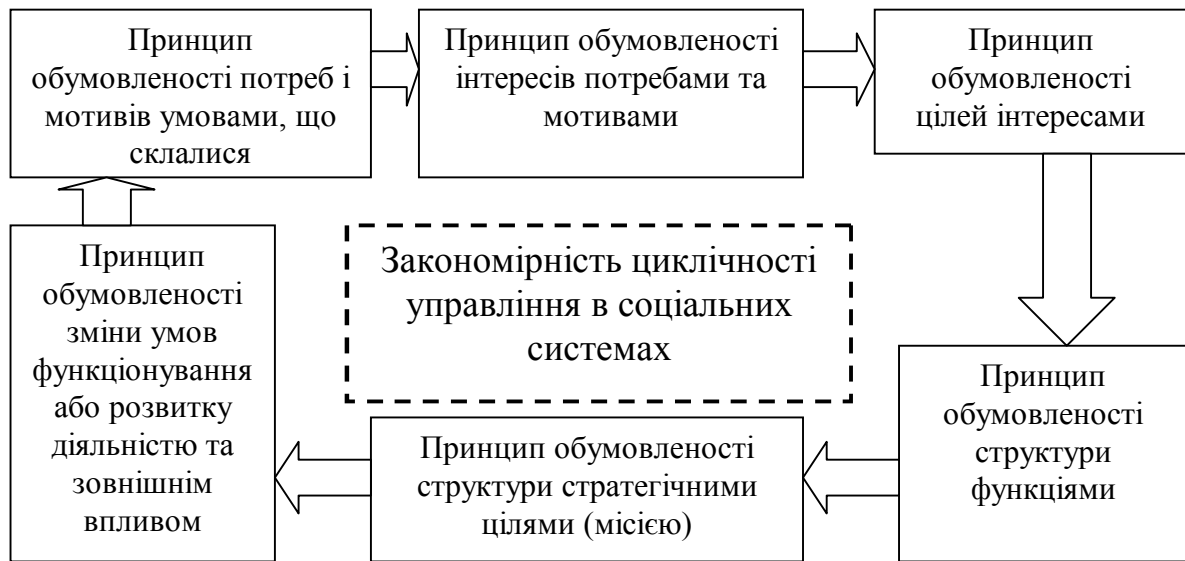 Принцип
обумовленості потреб і
мотивів умовами, що
склалися
Принцип обумовленості
інтересів потребами та
мотивами
Принцип
обумовленості
цілей інтересами
Закономірність циклічності
управління в соціальних
системах
Принцип
обумовленості
зміни умов
функціонування
або розвитку
діяльністю та
зовнішнім
впливом
Принцип обумовленості
структури стратегічними
цілями (місією)
Принцип
обумовленості
структури
функціями